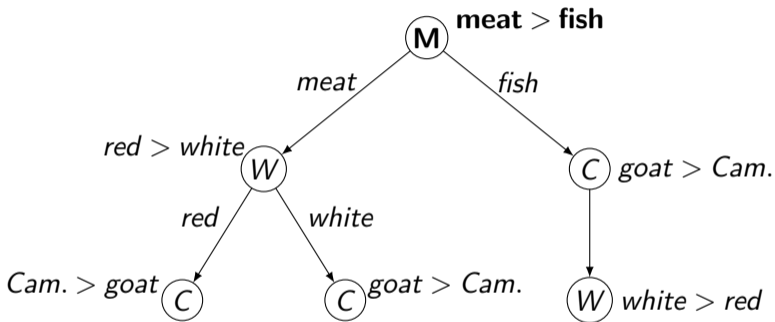 M meat > fish
meat fish
red > white W C goat > Cam.
red white
Cam. > goat C C goat > Cam. W white > red